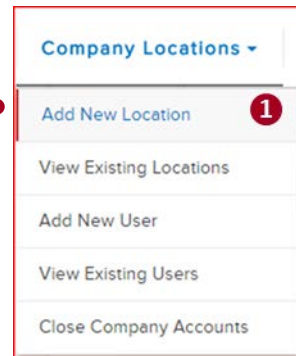 Company Locations
Add New Location 1
View Existing Locations
Add New User
View Existing Users
Close Company Accounts